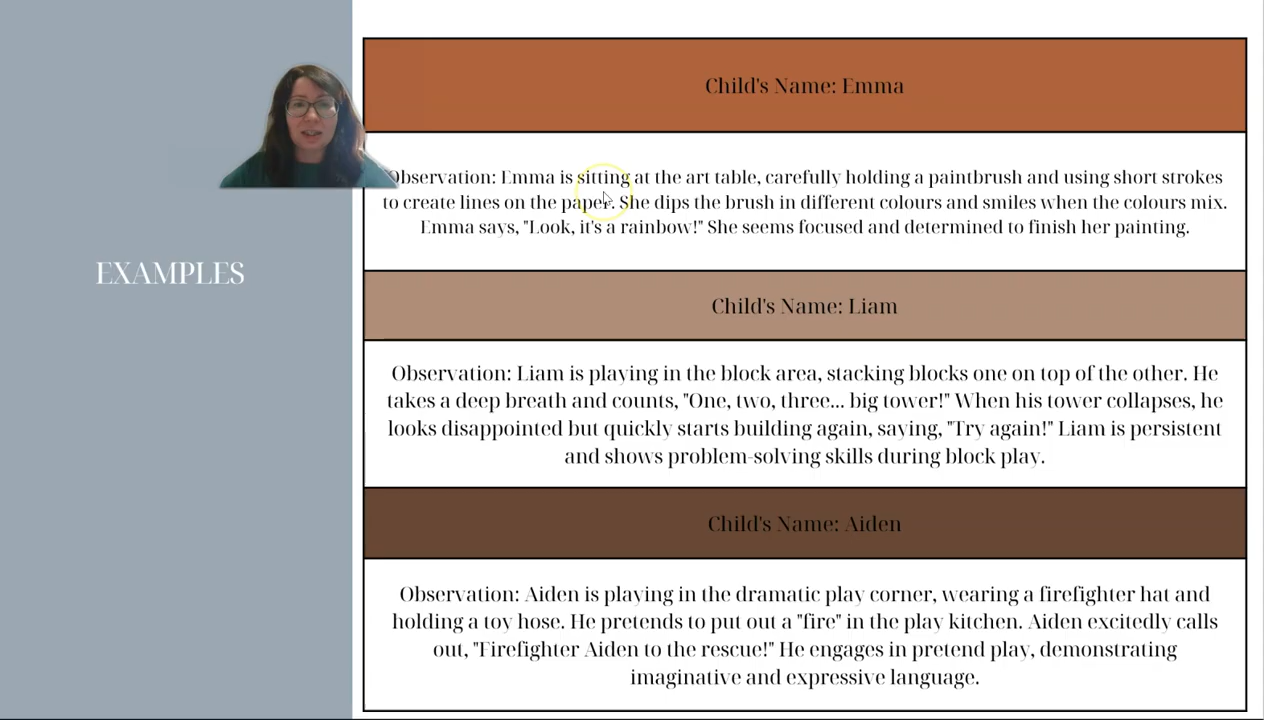 EXAMPLES
Child's Name: Emma
Observation: Emma is sitting at the art table, carefully holding a paintbrush and using short strokes
to create lines on the paper. She dips the brush in different colours and smiles when the colours mix.
Emma says, "Look, it's a rainbow!" She seems focused and determined to finish her painting.
Child's Name: Liam
Observation: Liam is playing in the block area, stacking blocks one on top of the other. He
takes a deep breath and counts, "One, two, three... big tower!" When his tower collapses, he
looks disappointed but quickly starts building again, saying, "Try again!" Liam is persistent
and shows problem-solving skills during block play.
Child's Name: Aiden
Observation: Aiden is playing in the dramatic play corner, wearing a firefighter hat and
holding a toy hose. He pretends to put out a "fire" in the play kitchen. Aiden excitedly calls
out, "Firefighter Aiden to the rescue!" He engages in pretend play, demonstrating
imaginative and expressive language.